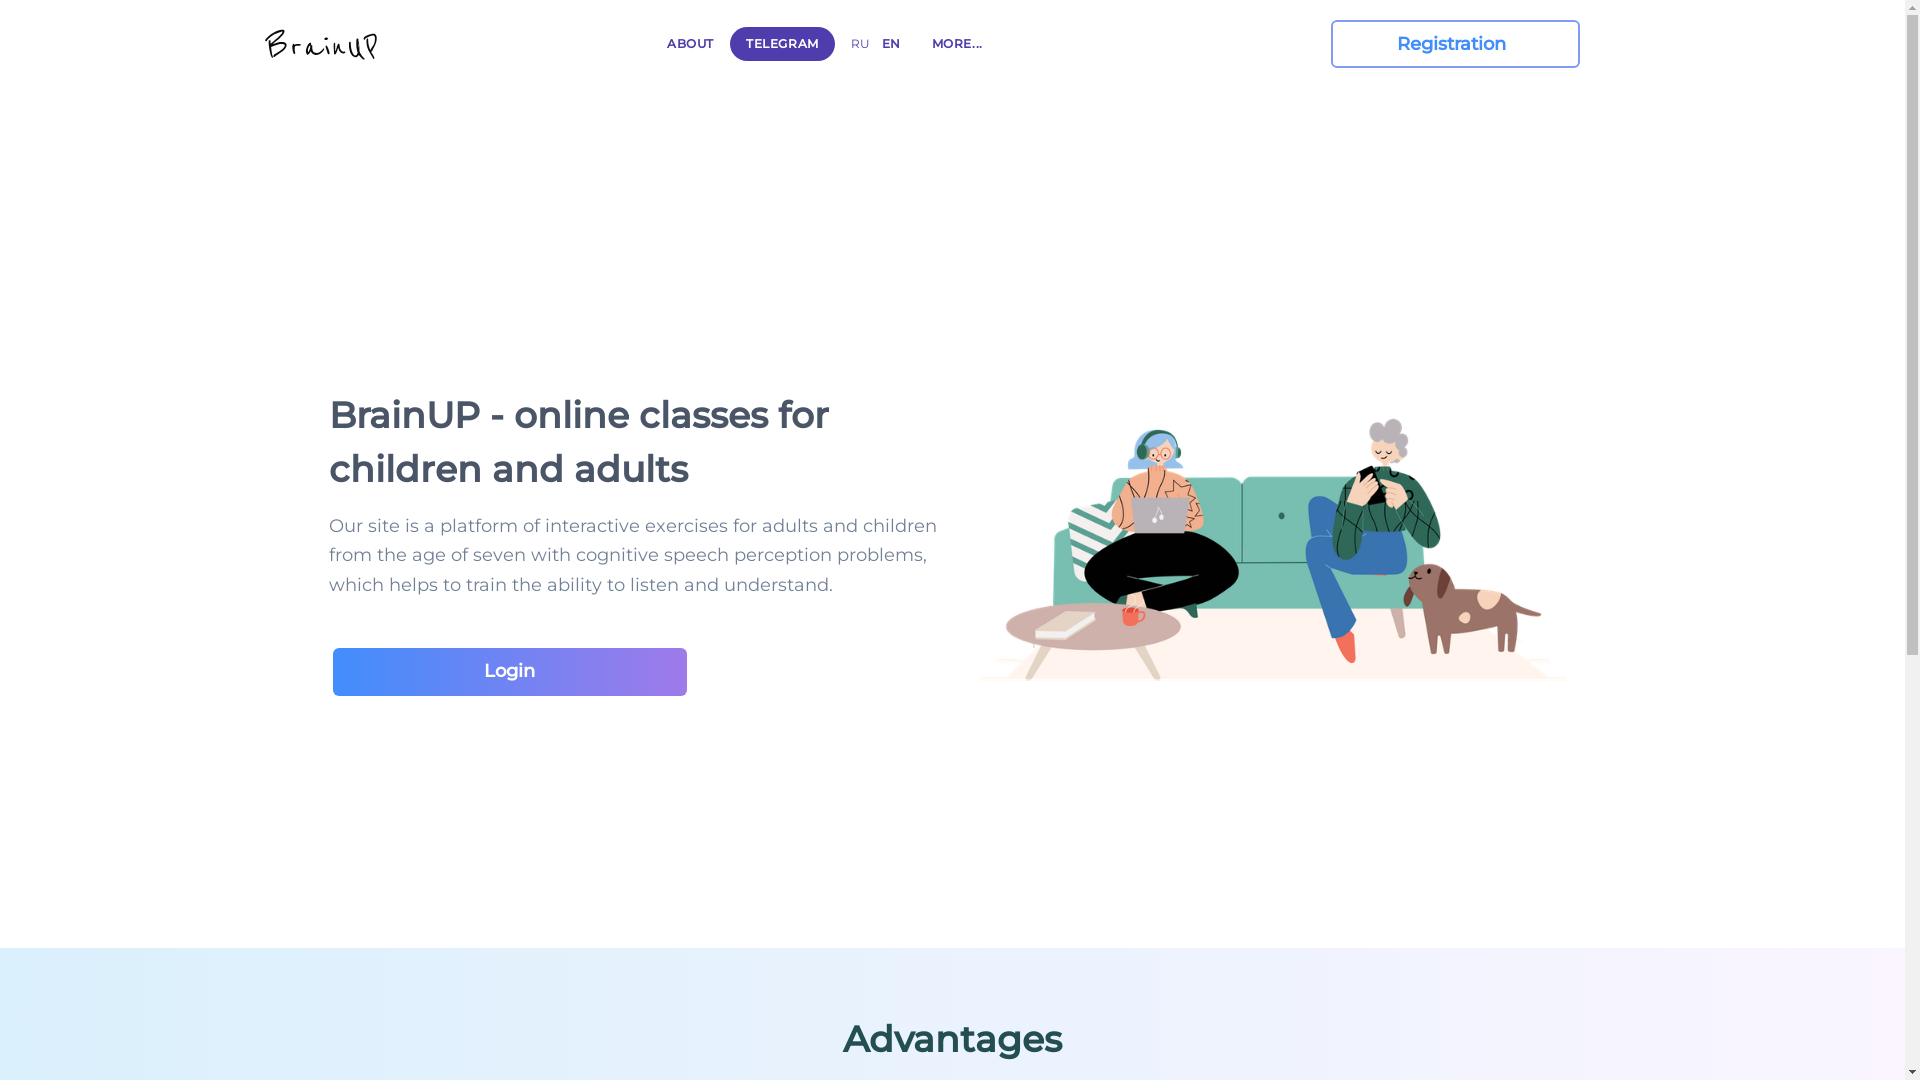 BrainUP
ABOUT
TELEGRAM
RU
EN
MORE...
Registration
BrainUP - online classes for
children and adults
Our site is a platform of interactive exercises for adults and children
from the age of seven with cognitive speech perception problems,
which helps to train the ability to listen and understand.
Login
Advantages